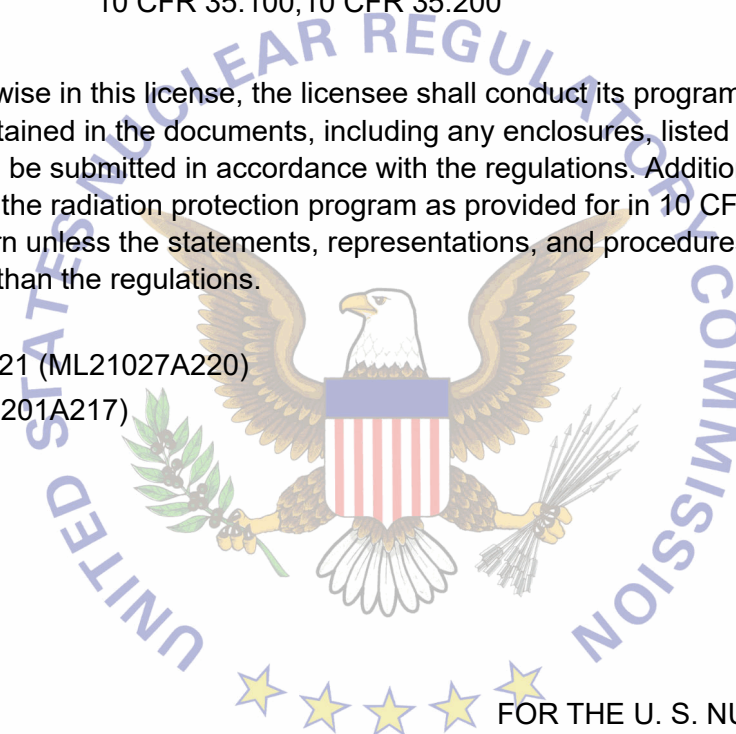 10 CFR 35.100,10 CFR 35.200
wise in this license, the licensee shall conduct its program
tained in the documents, including any enclosures, listed
be submitted in accordance with the regulations. Addition
the radiation protection program as provided for in 10 CF
rn unless the statements, representations, and procedure
than the regulations.
21 (ML21027A220)
201A217)
UNITED STATES NUCLEAR REGULATORY COMMISSION
FOR THE U. S. NU